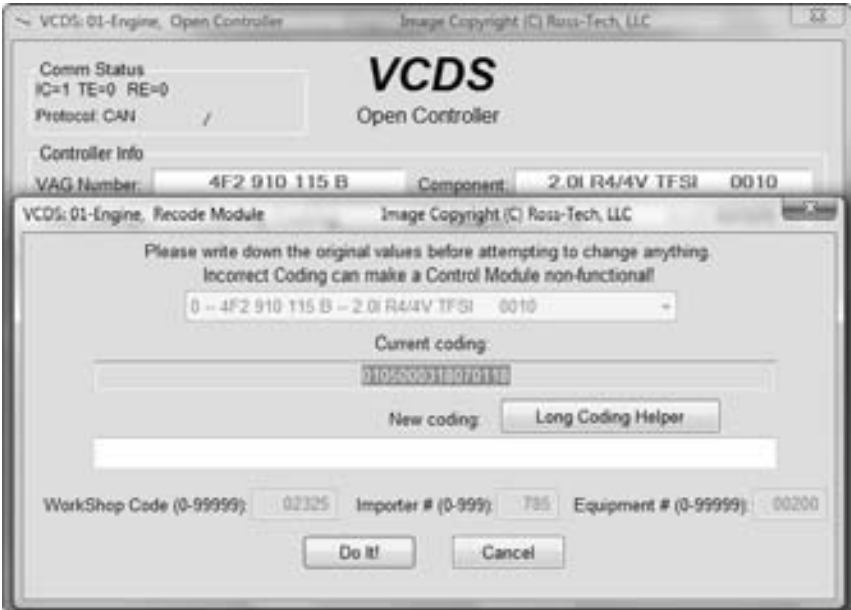 VCDS: 01-Engine, Open Controller Image Copyright (C) Ross-Tech, LLC
Comm Status
IC=1 TE=0 RE=0
Protocol: CAN /
VCDS
Open Controller
Controller Info
VAG Number: 4F2 910 115 B Component: 2.0l R4/4V TFSI 0010
VCDS: 01-Engine, Recode Module Image Copyright (C) Ross-Tech, LLC
Please write down the original values before attempting to change anything.
Incorrect Coding can make a Control Module non-functional!
0 -- 4F2 910 115 B -- 2.0l R4/4V TFSI 0010
Current coding:
New coding: Long Coding Helper
WorkShop Code (0-99999): 02325 Importer # (0-999): 785 Equipment # (0-99999): 00200
Do It! Cancel